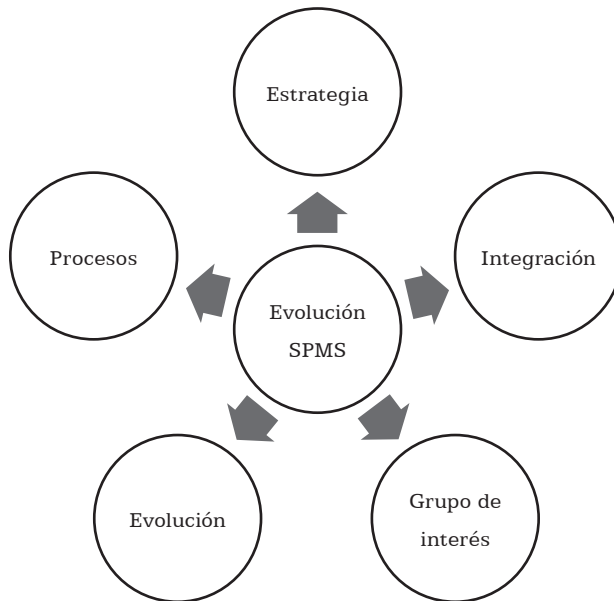 Estrategia
Procesos
Integración
Evolución
SPMS
Evolución
Grupo de
interés